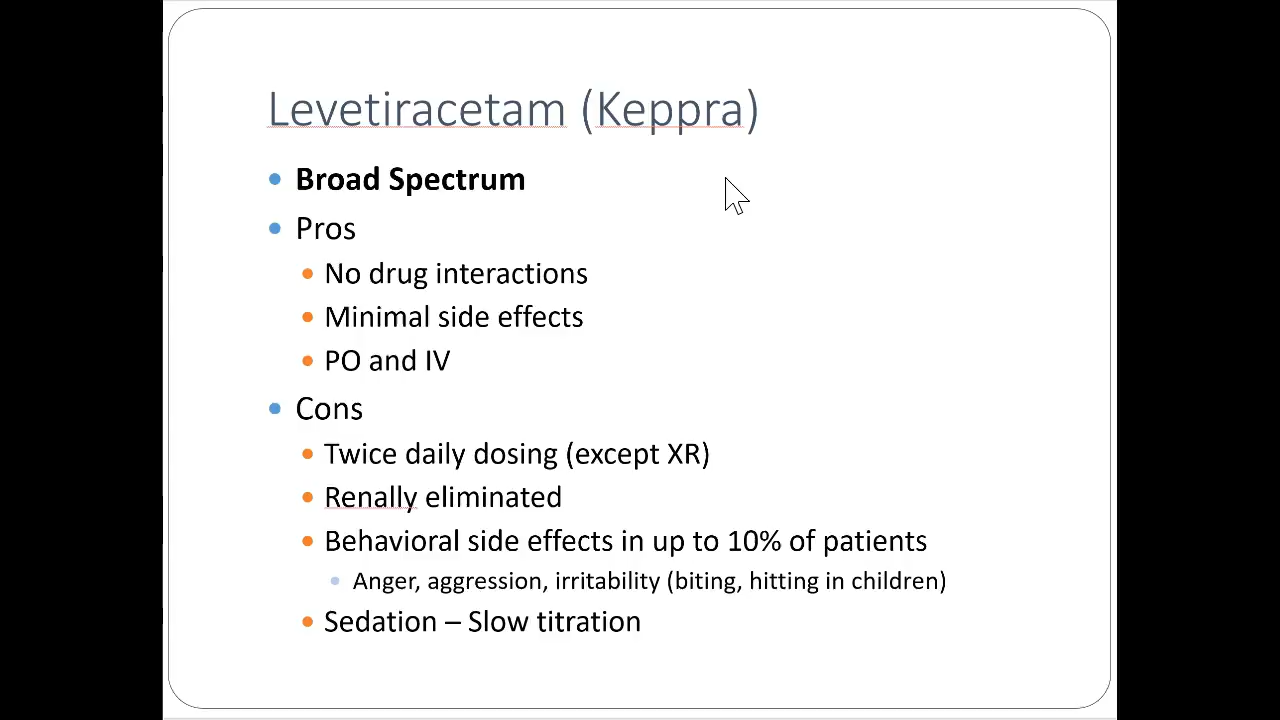 Levetiracetam (Keppra)
Broad Spectrum
Pros
No drug interactions
Minimal side effects
PO and IV
Cons
Twice daily dosing (except XR)
Renally eliminated
Behavioral side effects in up to 10% of patients
Anger, aggression, irritability (biting, hitting in children)
Sedation – Slow titration